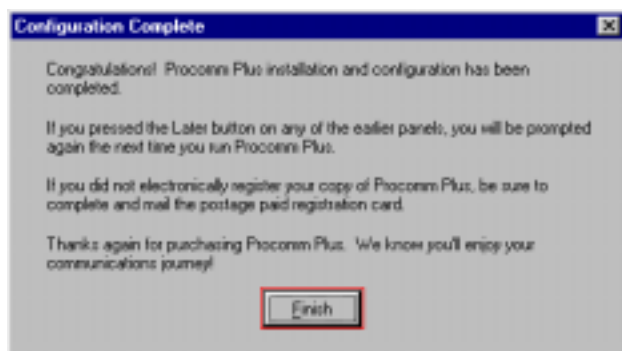 Configuration Complete
Congratulations! Procomm Plus installation and configuration has been
completed.
If you pressed the Later button on any of the earlier panels, you will be prompted
again the next time you run Procomm Plus.
If you did not electronically register your copy of Procomm Plus, be sure to
complete and mail the postage paid registration card.
Thanks again for purchasing Procomm Plus. We know you'll enjoy your
communications journey!
Finish